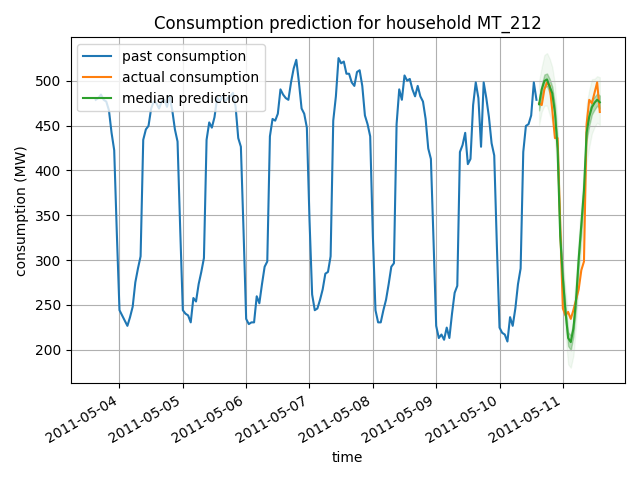 Consumption prediction for household MT_212
past consumption
actual consumption
median prediction
consumption (MW)
500
450
400
350
300
250
200
2011-05-04
2011-05-05
2011-05-06
2011-05-07
2011-05-08
2011-05-09
2011-05-10
2011-05-11
time